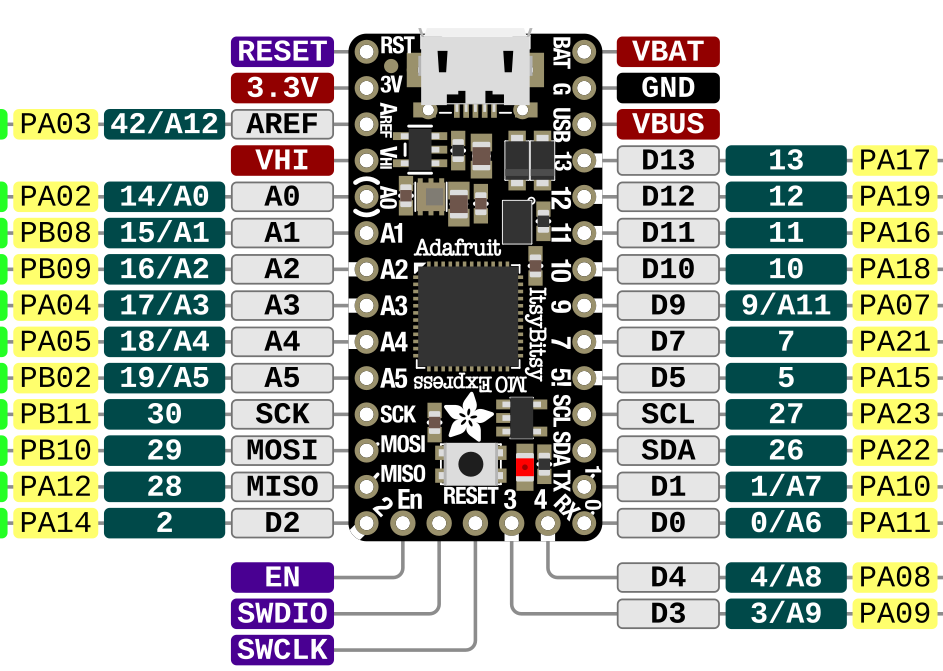 RESET RST BAT VBAT
3.3V 3V G GND
PA03 42/A12 AREF AREF USB VBUS
VHI VHI 13 D13 13 PA17
PA02 14/A0 A0 A0 12 D12 12 PA19
PB08 15/A1 A1 A1 11 D11 11 PA16
Adafruit
PB09 16/A2 A2 A2 10 D10 10 PA18
PA04 17/A3 A3 A3 9 D9 9/A11 PA07
ItsyBitsy
PA05 18/A4 A4 A4 7 D7 7 PA21
PB02 19/A5 A5 A5 5! D5 5 PA15
M0 Express
PB11 30 SCK SCK SCL SCL 27 PA23
PB10 29 MOSI MOSI SDA SDA 26 PA22
PA12 28 MISO MISO TX 1. D1 1/A7 PA10
PA14 2 D2 2 En RESET 3 4 RX 0. D0 0/A6 PA11
EN D4 4/A8 PA08
SWDIO D3 3/A9 PA09
SWCLK